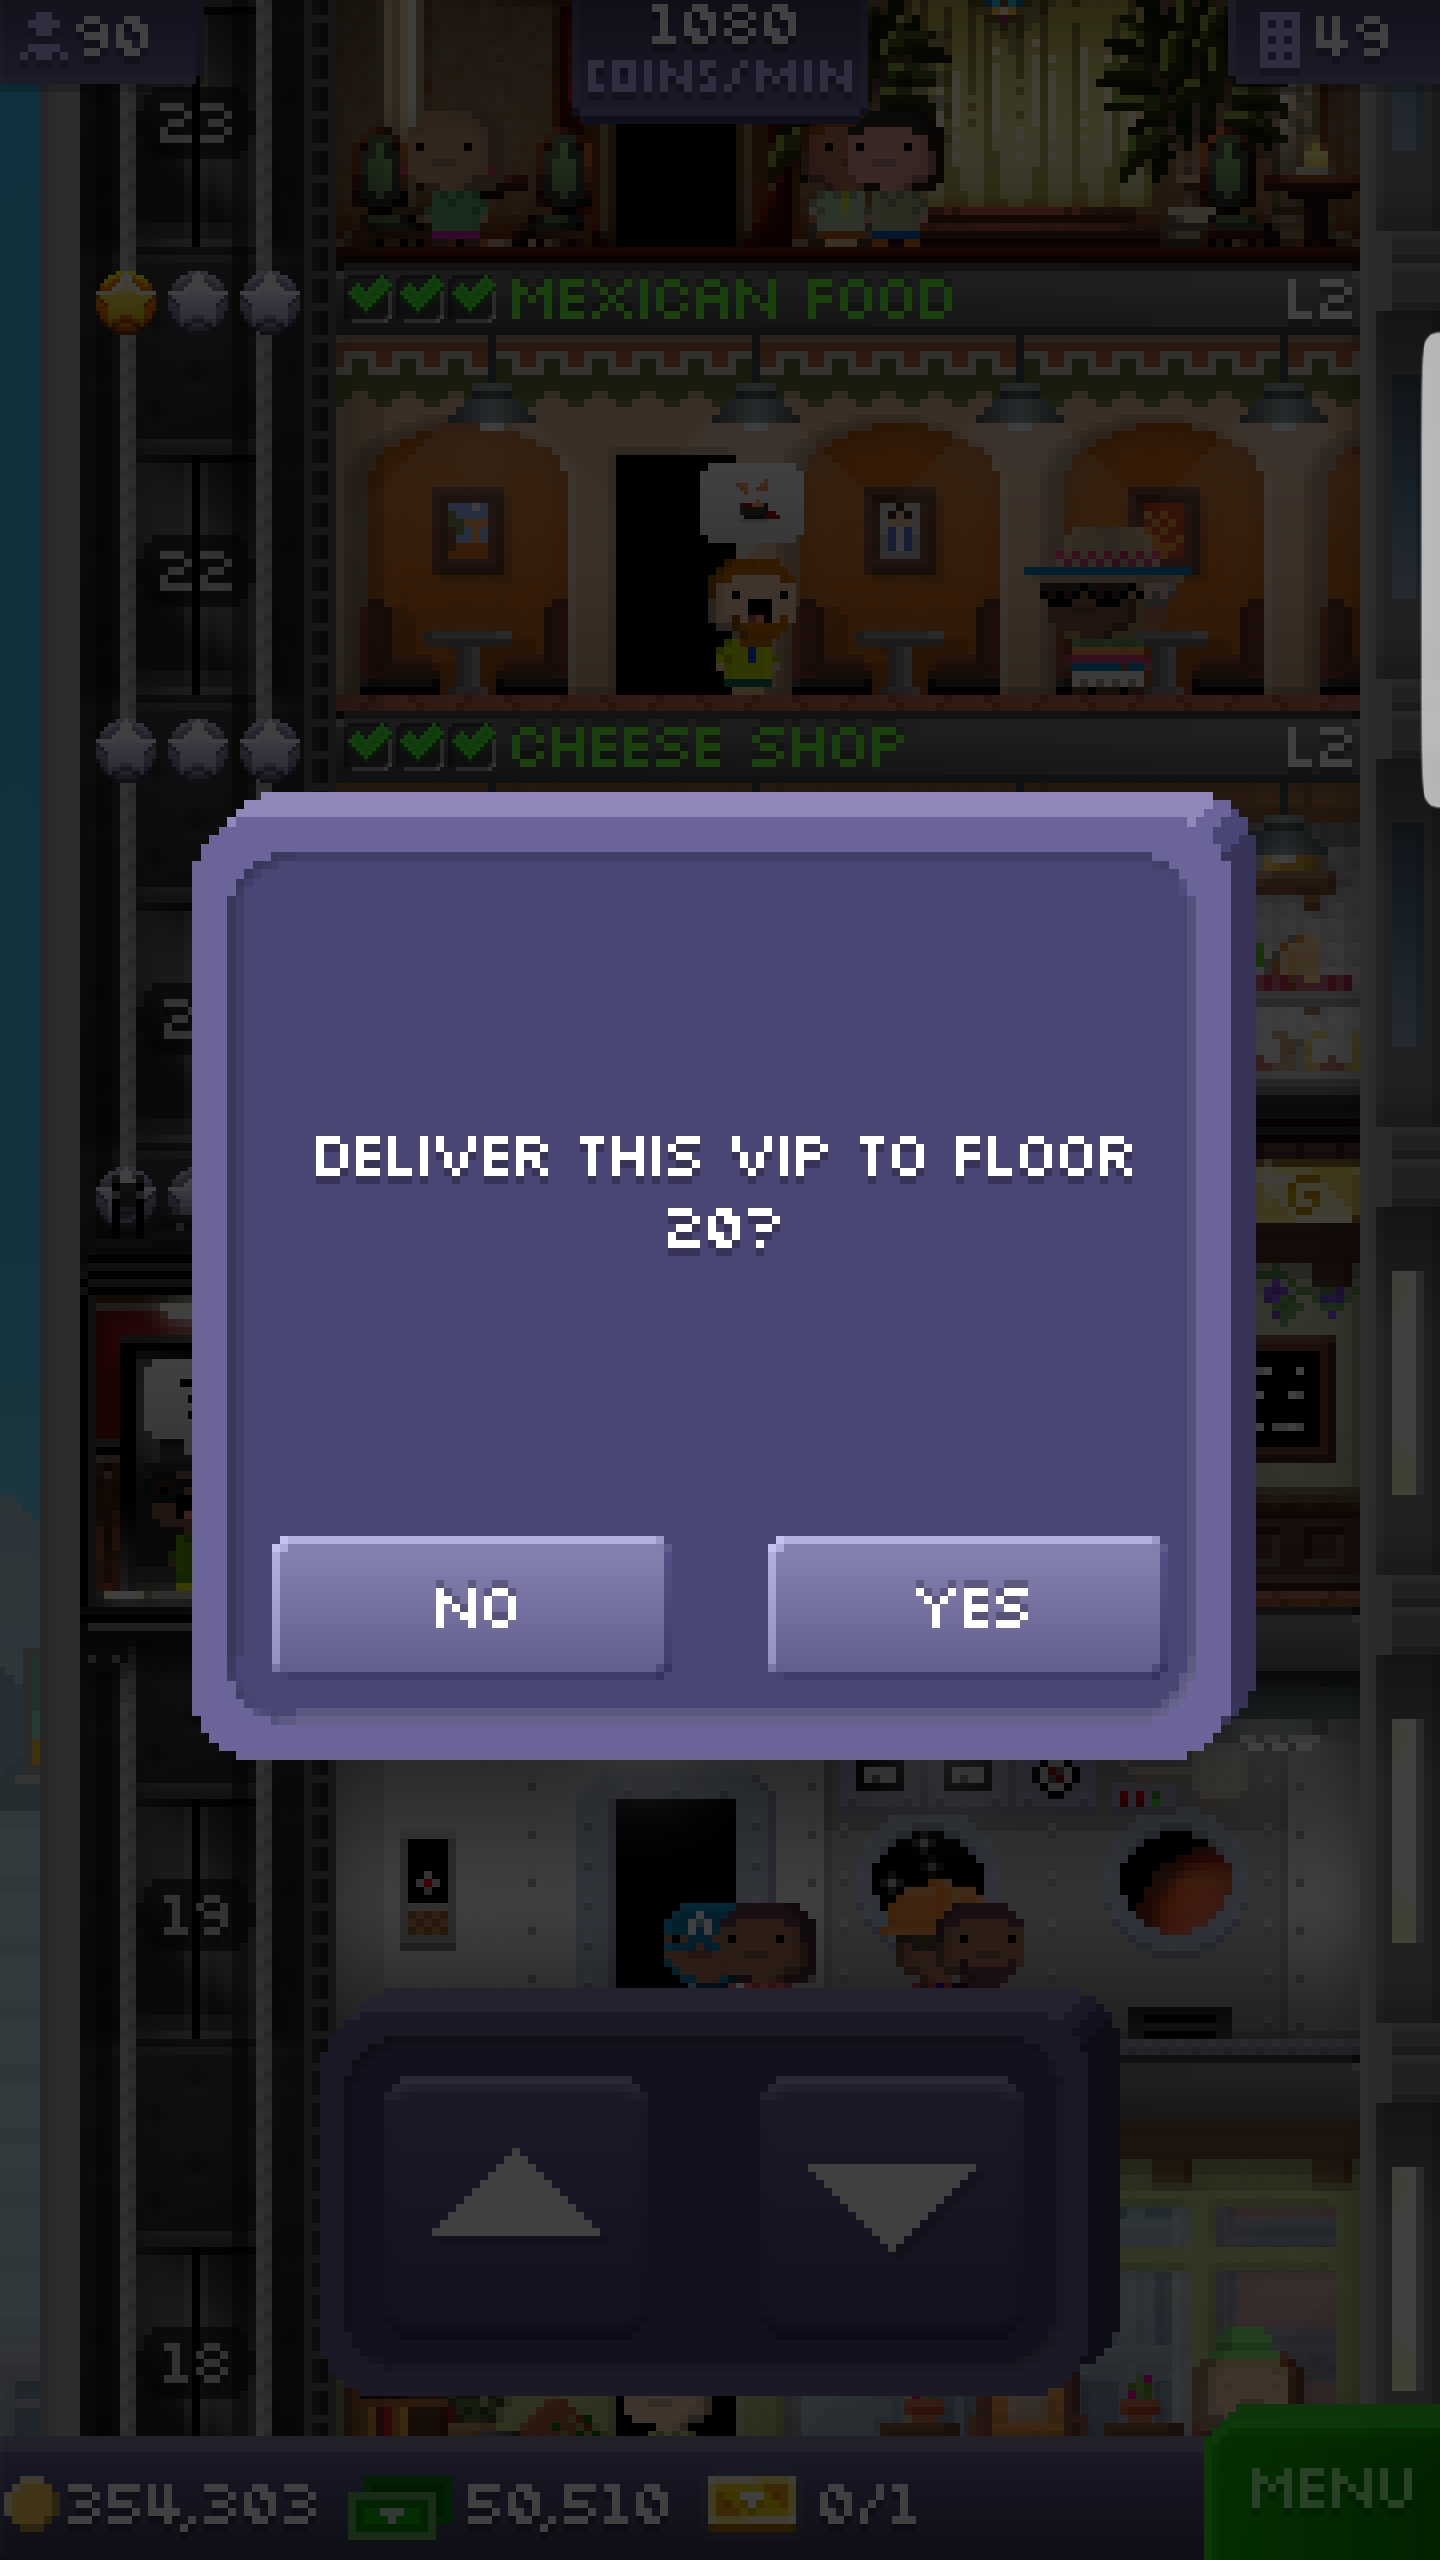 90
1080
COINS/MIN
49
23
MEXICAN FOOD L2
22
CHEESE SHOP L2
2
DELIVER THIS VIP TO FLOOR
20?
G
NO YES
19
18
354,303 50,510 0/1 MENU